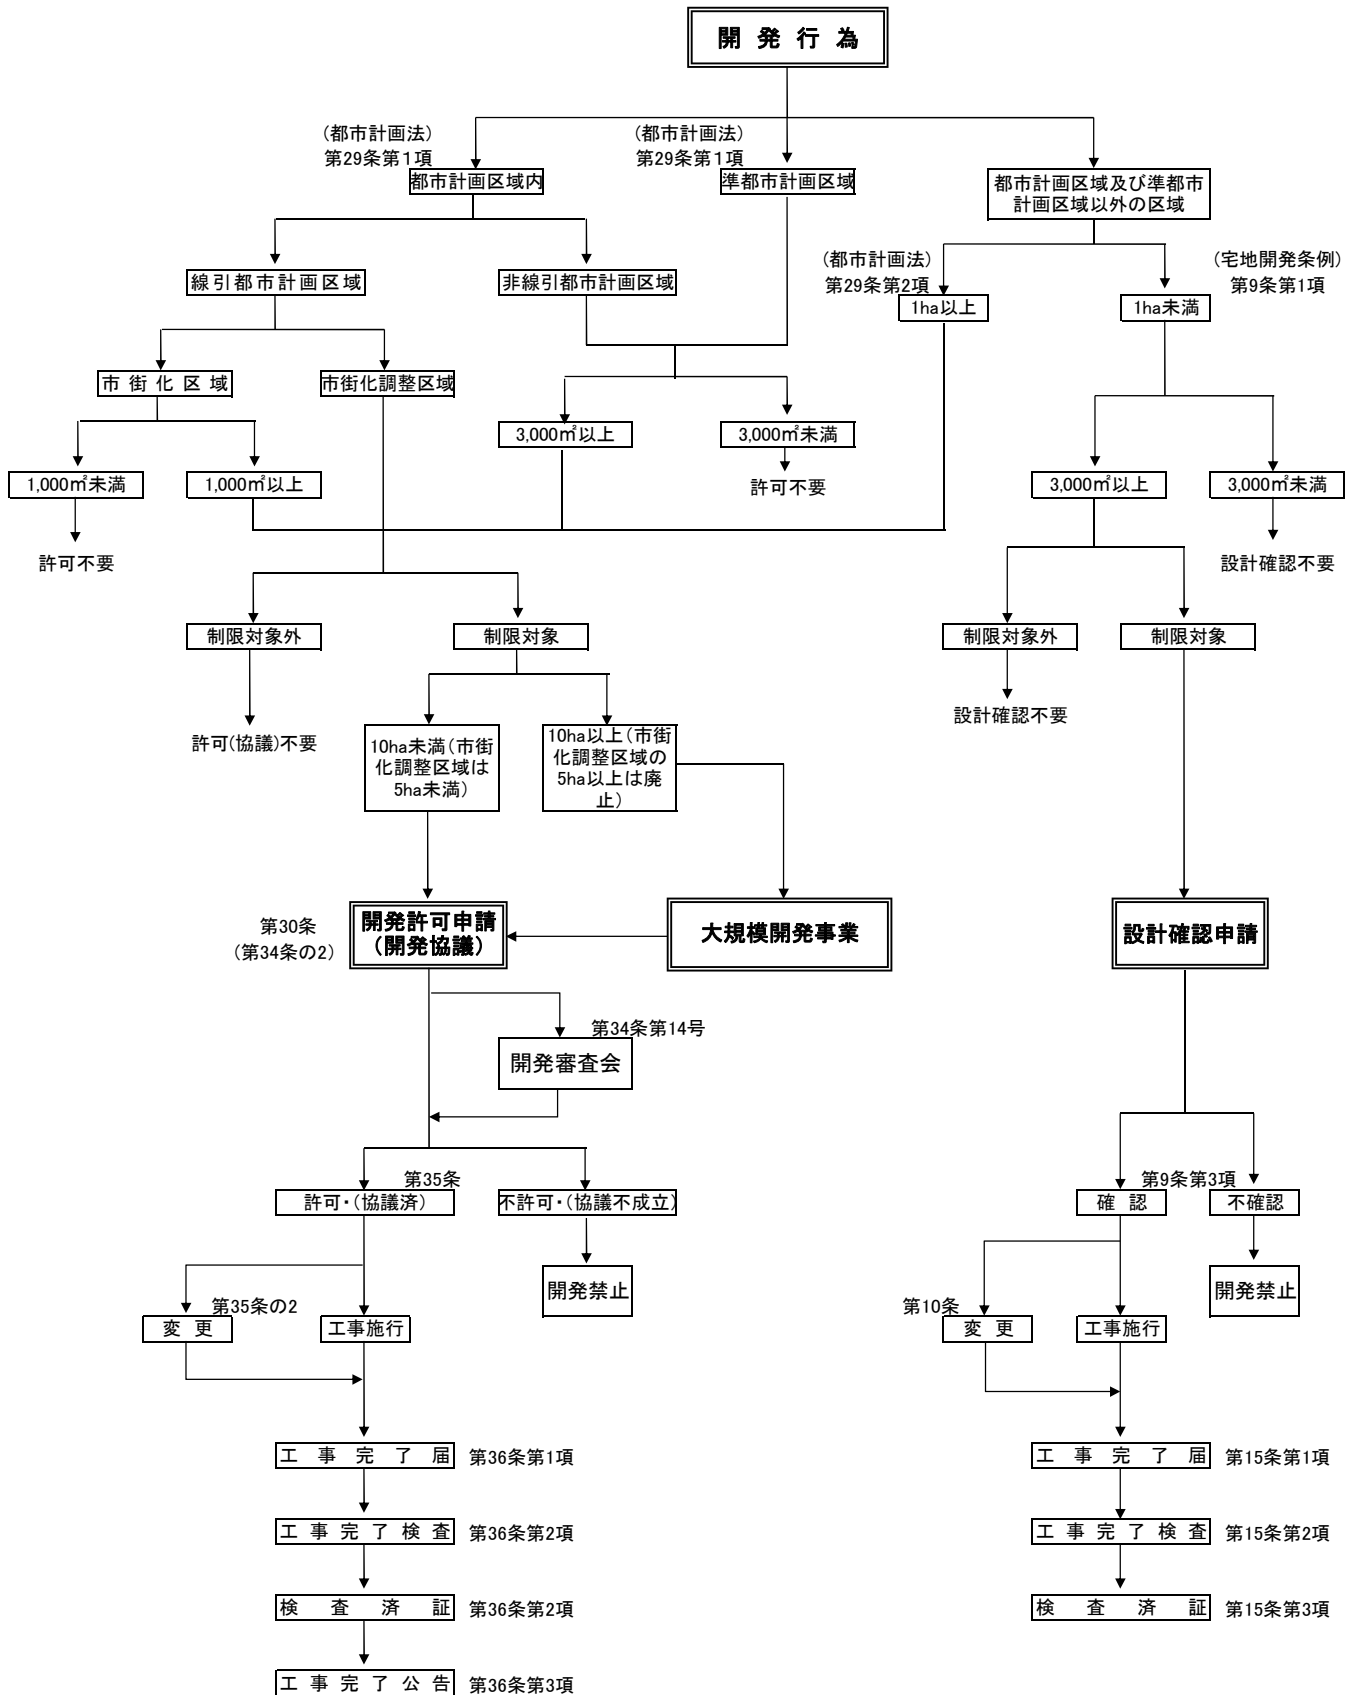 開発行為
(都市計画法)
第29条第1項
(都市計画法)
第29条第1項
都市計画区域内
準都市計画区域
都市計画区域及び準都市
計画区域以外の区域
(都市計画法)
第29条第2項
(宅地開発条例)
第9条第1項
線引都市計画区域
非線引都市計画区域
1ha以上
1ha未満
市街化区域
市街化調整区域
3,000㎡以上
3,000㎡未満
許可不要
1,000㎡未満
1,000㎡以上
3,000㎡以上
3,000㎡未満
許可不要
設計確認不要
制限対象外
制限対象
制限対象外
制限対象
許可(協議)不要
設計確認不要
10ha未満(市街
化調整区域は
5ha未満)
10ha以上(市街
化調整区域の
5ha以上は廃
止)
第30条
(第34条の2)
開発許可申請
(開発協議)
大規模開発事業
設計確認申請
第34条第14号
開発審査会
第35条
許可・(協議済)
不許可・(協議不成立)
第9条第3項
確認
不確認
開発禁止
開発禁止
第35条の2
変更
工事施行
第10条
変更
工事施行
工事完了届 第36条第1項
工事完了届 第15条第1項
工事完了検査 第36条第2項
工事完了検査 第15条第2項
検査済証 第36条第2項
検査済証 第15条第3項
工事完了公告 第36条第3項